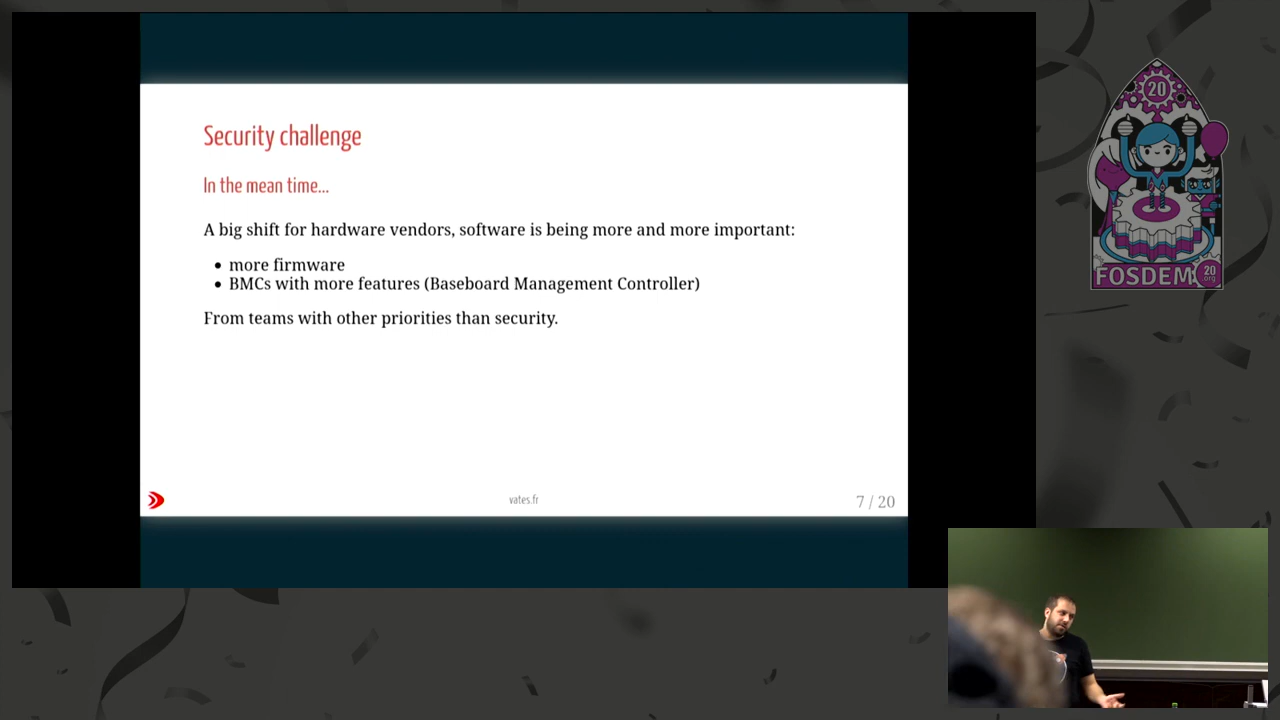 Security challenge
In the mean time...
A big shift for hardware vendors, software is being more and more important:
• more firmware
• BMCs with more features (Baseboard Management Controller)
From teams with other priorities than security.
vates.fr
7 / 20
20
FOSDEM
20
.org